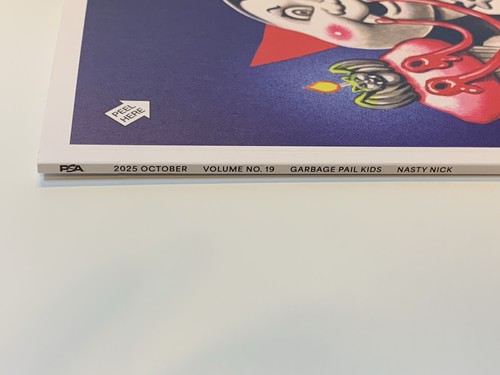 PEEL
HERE
PSA 2025 OCTOBER VOLUME NO. 19 GARBAGE PAIL KIDS NASTY NICK